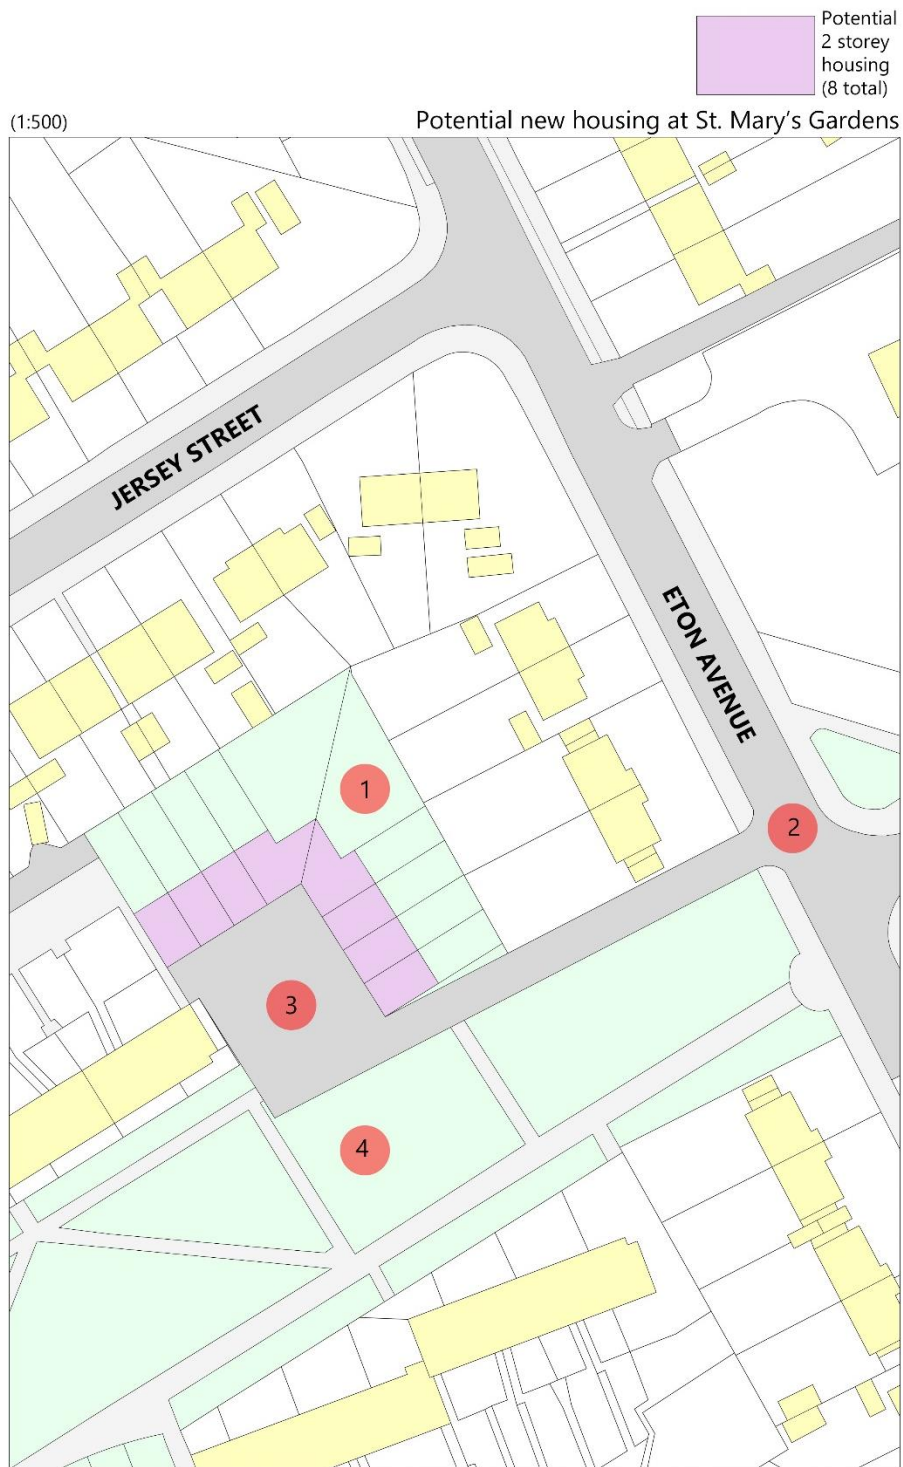 Potential
2 storey
housing
(8 total)
(1:500)
Potential new housing at St. Mary's Gardens
JERSEY STREET
ETON AVENUE
1
2
3
4